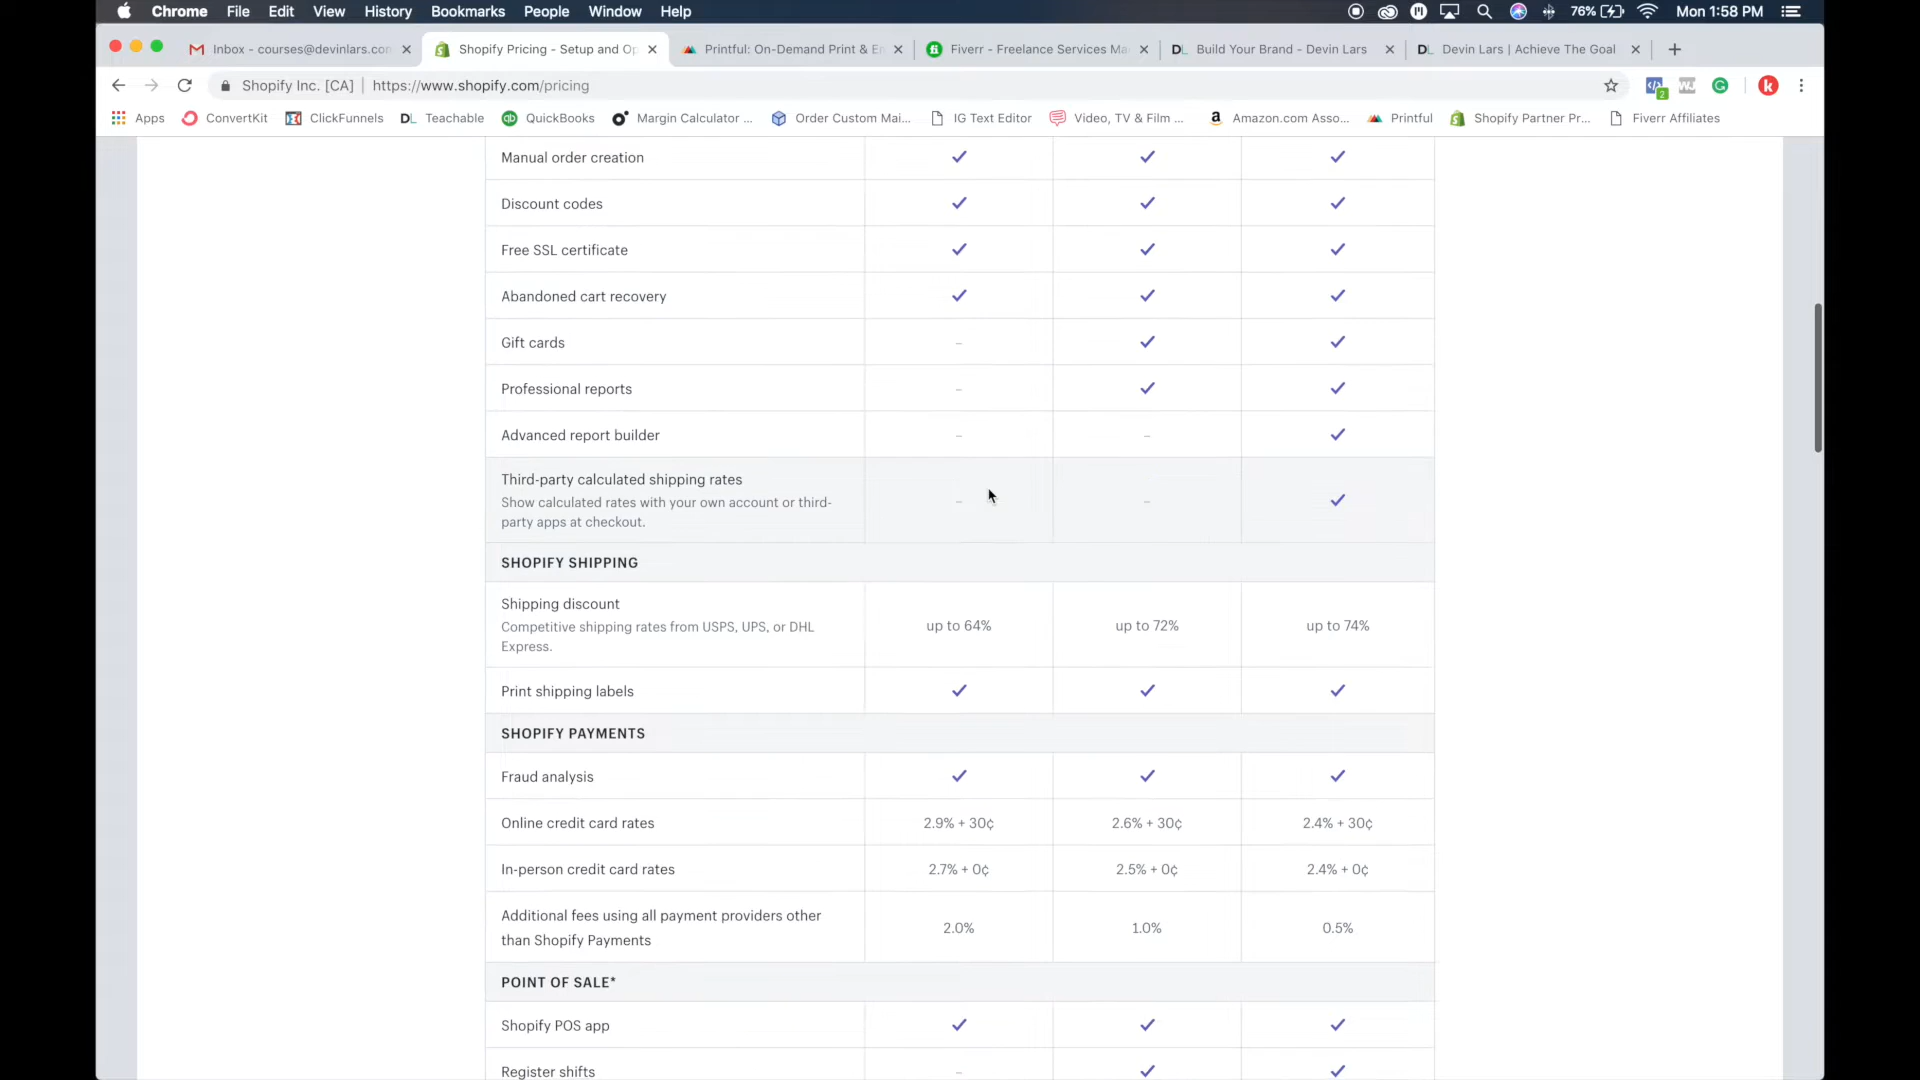 Chrome File Edit View History Bookmarks People Window Help 76% Mon 1:58 PM
Inbox - courses@devinlars.con Shopify Pricing - Setup and Op Printful: On-Demand Print & En Fiverr - Freelance Services Ma DL Build Your Brand - Devin Lars DL Devin Lars | Achieve The Goal
Shopify Inc. [CA] https://www.shopify.com/pricing 2 k
Apps ConvertKit ClickFunnels DL Teachable QuickBooks Margin Calculator ... Order Custom Mai... IG Text Editor Video, TV & Film ... Amazon.com Asso... Printful Shopify Partner Pr... Fiverr Affiliates
Manual order creation ✓ ✓ ✓
Discount codes ✓ ✓ ✓
Free SSL certificate ✓ ✓ ✓
Abandoned cart recovery ✓ ✓ ✓
Gift cards – ✓ ✓
Professional reports – ✓ ✓
Advanced report builder – – ✓
Third-party calculated shipping rates
Show calculated rates with your own account or third-
party apps at checkout.
– – ✓
SHOPIFY SHIPPING
Shipping discount
Competitive shipping rates from USPS, UPS, or DHL
Express.
up to 64% up to 72% up to 74%
Print shipping labels ✓ ✓ ✓
SHOPIFY PAYMENTS
Fraud analysis ✓ ✓ ✓
Online credit card rates 2.9% + 30¢ 2.6% + 30¢ 2.4% + 30¢
In-person credit card rates 2.7% + 0¢ 2.5% + 0¢ 2.4% + 0¢
Additional fees using all payment providers other
than Shopify Payments
2.0% 1.0% 0.5%
POINT OF SALE*
Shopify POS app ✓ ✓ ✓
Register shifts – ✓ ✓